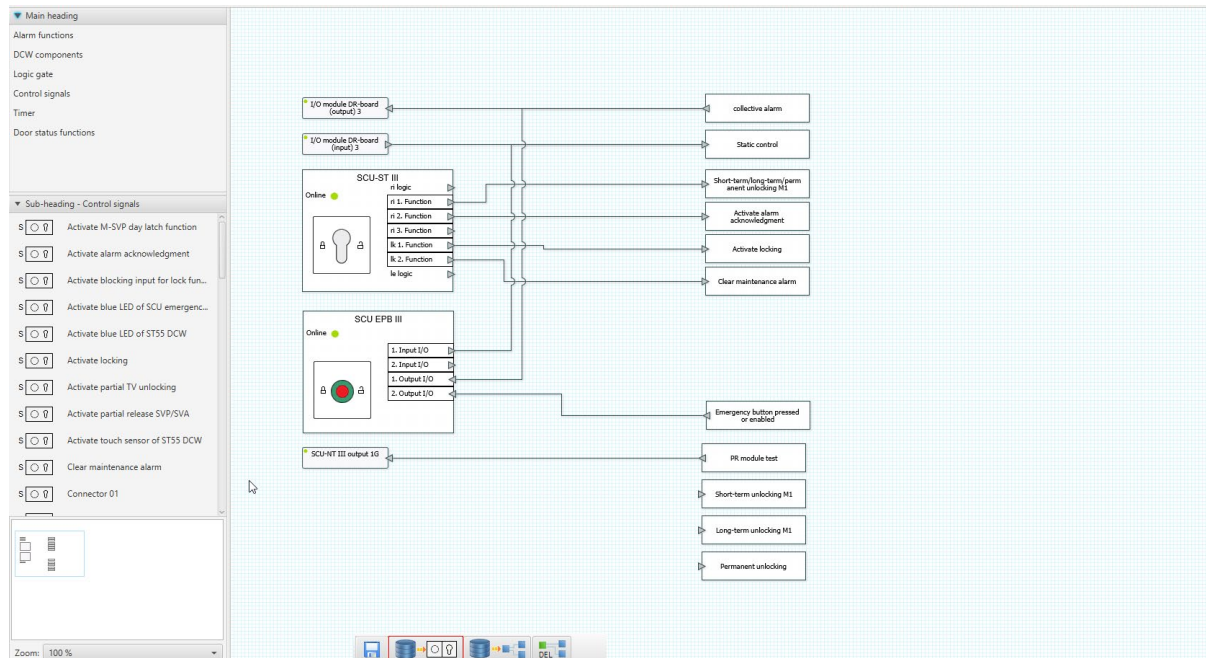 Main heading
Alarm functions
DCW components
Logic gate
Control signals
Timer
Door status functions
Sub-heading - Control signals
S Activate M-SVP day latch function
S Activate alarm acknowledgment
S Activate blocking input for lock fun...
S Activate blue LED of SCU emergenc...
S Activate blue LED of ST55 DCW
S Activate locking
S Activate partial TV unlocking
S Activate partial release SVP/SVA
S Activate touch sensor of ST55 DCW
S Clear maintenance alarm
S Connector 01
Zoom: 100 %
I/O module DR-board
(output) 3
I/O module DR-board
(input) 3
SCU-ST III
Online
ri logic
ri 1. Function
ri 2. Function
ri 3. Function
lk 1. Function
lk 2. Function
le logic
SCU EPB III
Online
1. Input I/O
2. Input I/O
1. Output I/O
2. Output I/O
SCU-NT III output 1G
collective alarm
Static control
Short-term/long-term/perm
anent unlocking M1
Activate alarm
acknowledgment
Activate locking
Clear maintenance alarm
Emergency button pressed
or enabled
PR module test
Short-term unlocking M1
Long-term unlocking M1
Permanent unlocking
DEL